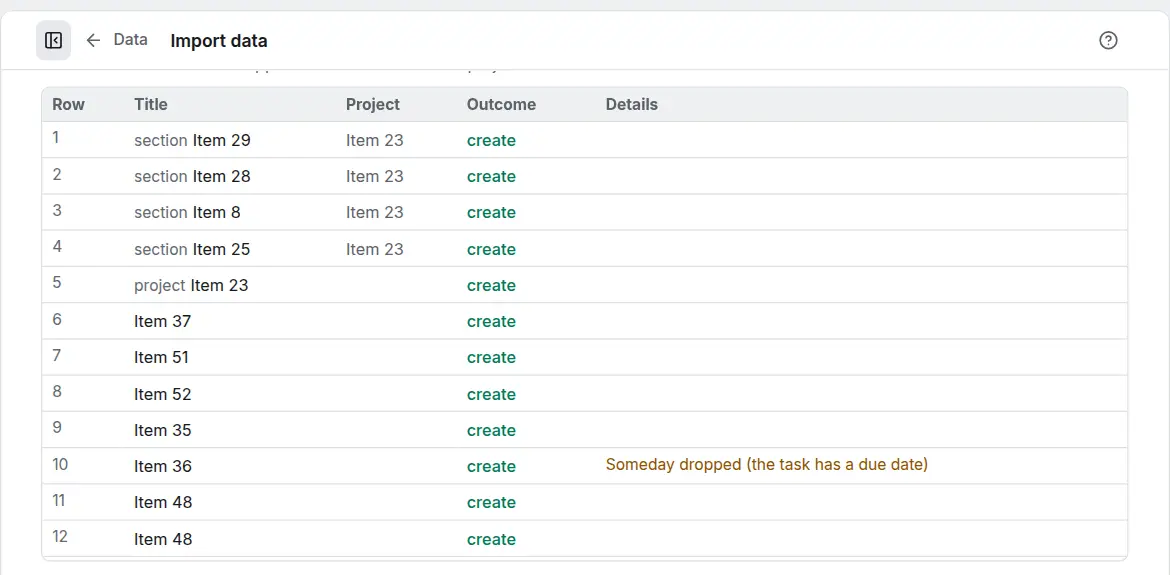 Data Import data
Row Title Project Outcome Details
1 section Item 29 Item 23 create
2 section Item 28 Item 23 create
3 section Item 8 Item 23 create
4 section Item 25 Item 23 create
5 project Item 23 create
6 Item 37 create
7 Item 51 create
8 Item 52 create
9 Item 35 create
10 Item 36 create Someday dropped (the task has a due date)
11 Item 48 create
12 Item 48 create